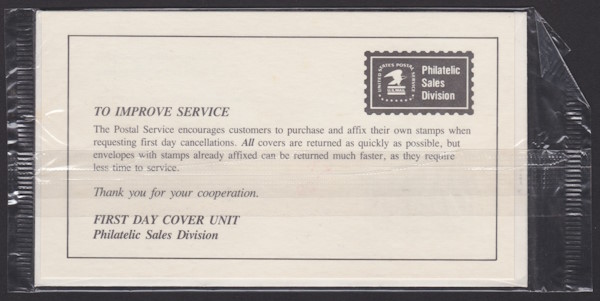 UNITED STATES POSTAL SERVICE
U.S.MAIL
Philatelic
Sales
Division
TO IMPROVE SERVICE
The Postal Service encourages customers to purchase and affix their own stamps when
requesting first day cancellations. All covers are returned as quickly as possible, but
envelopes with stamps already affixed can be returned much faster, as they require
less time to service.
Thank you for your cooperation.
FIRST DAY COVER UNIT
Philatelic Sales Division